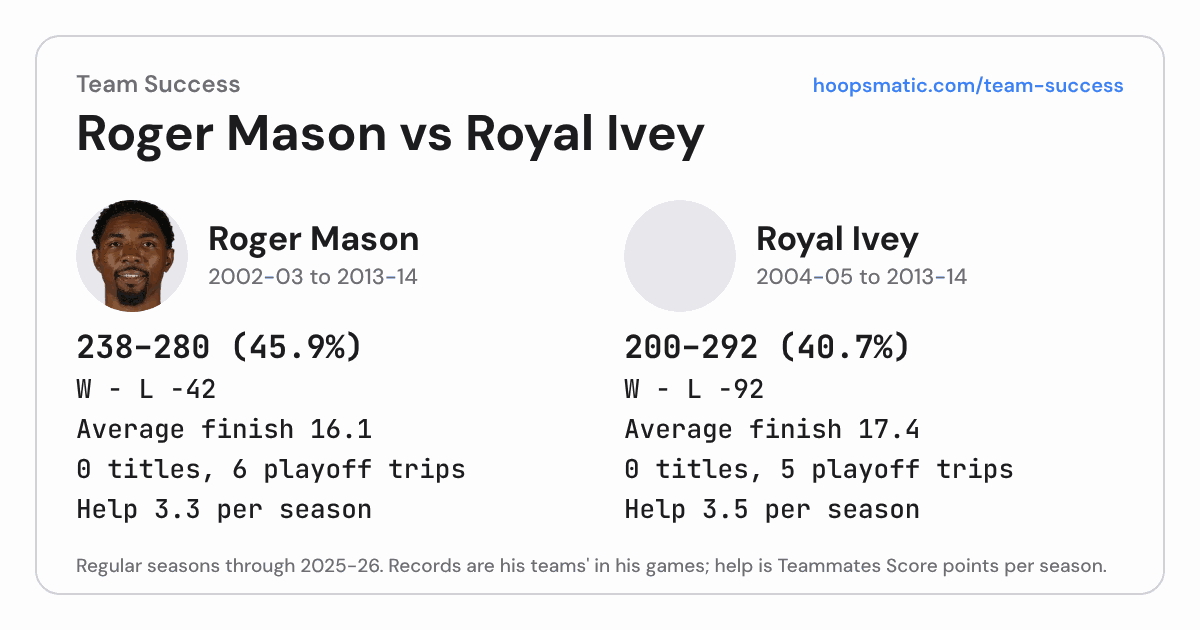 Team Success
hoopsmatic.com/team-success
Roger Mason vs Royal Ivey
Roger Mason
2002-03 to 2013-14
238-280 (45.9%)
W - L -42
Average finish 16.1
0 titles, 6 playoff trips
Help 3.3 per season
Royal Ivey
2004-05 to 2013-14
200-292 (40.7%)
W - L -92
Average finish 17.4
0 titles, 5 playoff trips
Help 3.5 per season
Regular seasons through 2025-26. Records are his teams' in his games; help is Teammates Score points per season.